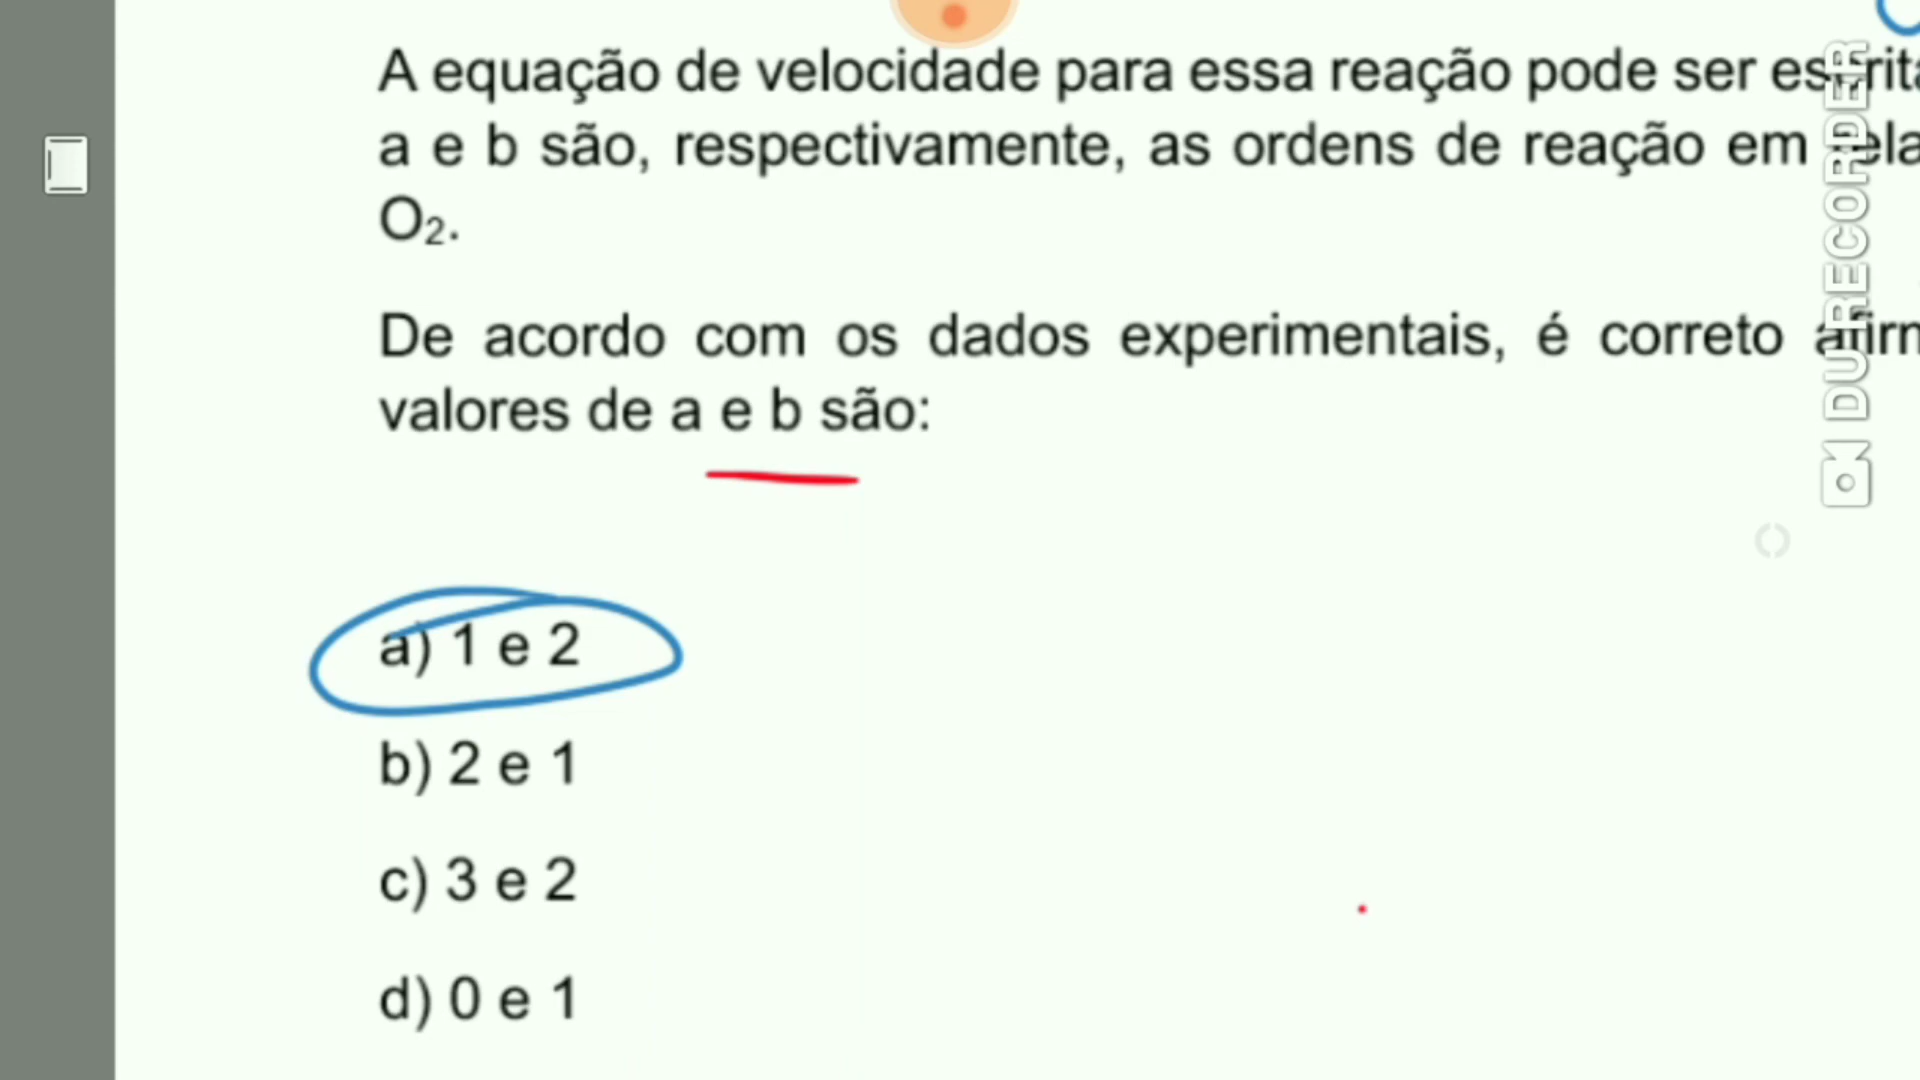 A equação de velocidade para essa reação pode ser
a e b são, respectivamente, as ordens de reação em
O₂.
De acordo com os dados experimentais, é correto
valores de a e b são:
a) 1 e 2
b) 2 e 1
c) 3 e 2
d) 0 e 1
DU RECORDER